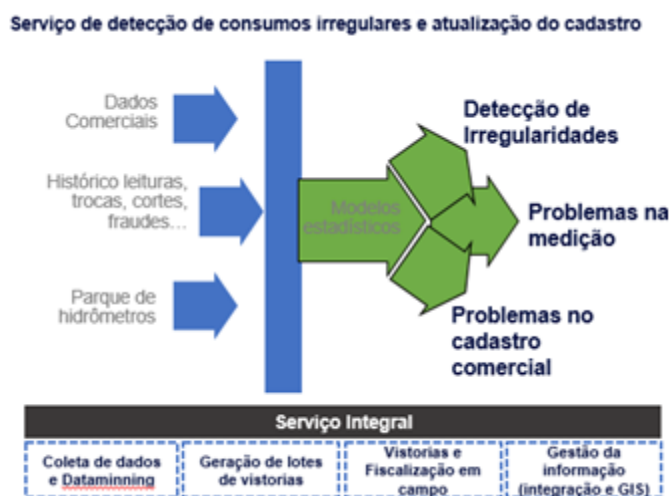 Serviço de detecção de consumos irregulares e atualização do cadastro
Dados
Comerciais
Histórico leituras,
trocas, cortes,
fraudes...
Parque de
hidrômetros
Modelos
estadísticos
Detecção de
Irregularidades
Problemas na
medição
Problemas no
cadastro
comercial
Serviço Integral
Coleta de dados
e Dataminning
Geração de lotes
de vistorias
Vistorias e
Fiscalização em
campo
Gestão da
informação
(integração e GIS)